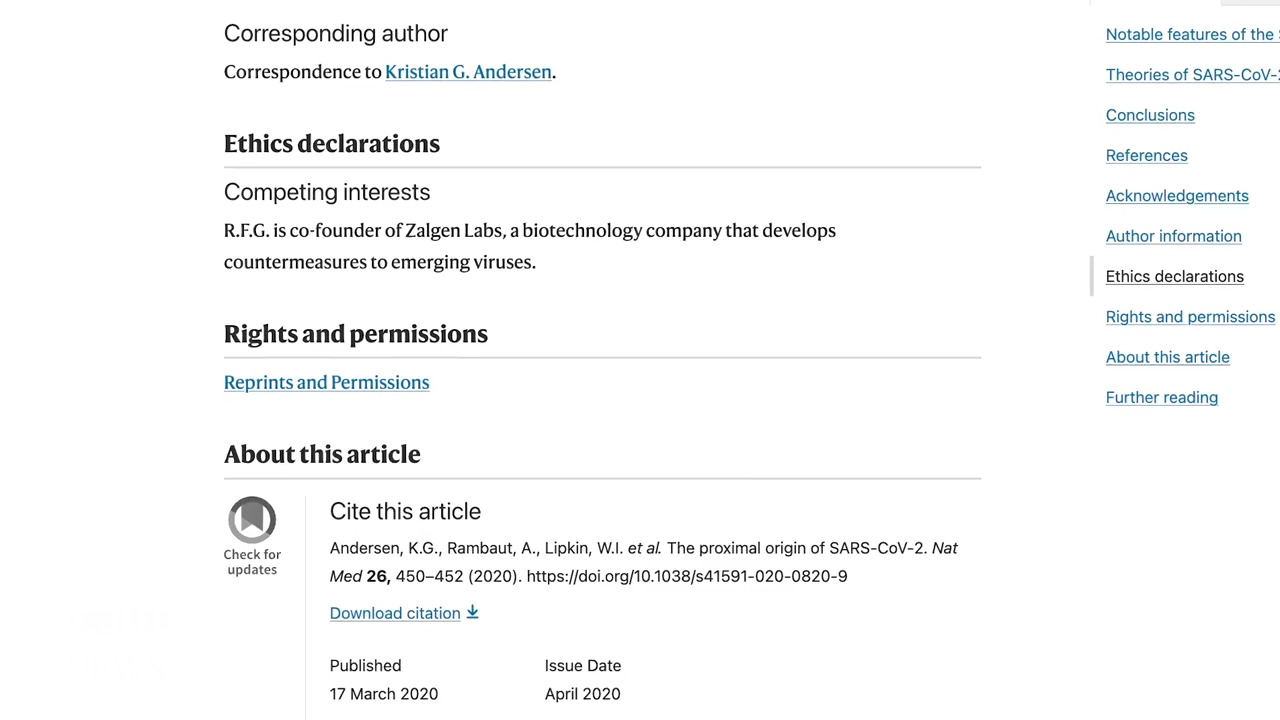 Corresponding author
Correspondence to Kristian G. Andersen.
Ethics declarations
Competing interests
R.F.G. is co-founder of Zalgen Labs, a biotechnology company that develops
countermeasures to emerging viruses.
Rights and permissions
Reprints and Permissions
About this article
Check for
updates
Cite this article
Andersen, K.G., Rambaut, A., Lipkin, W.I. et al. The proximal origin of SARS-CoV-2. Nat
Med 26, 450–452 (2020). https://doi.org/10.1038/s41591-020-0820-9
Download citation
Published
17 March 2020
Issue Date
April 2020
Notable features of the
Theories of SARS-CoV-
Conclusions
References
Acknowledgements
Author information
Ethics declarations
Rights and permissions
About this article
Further reading